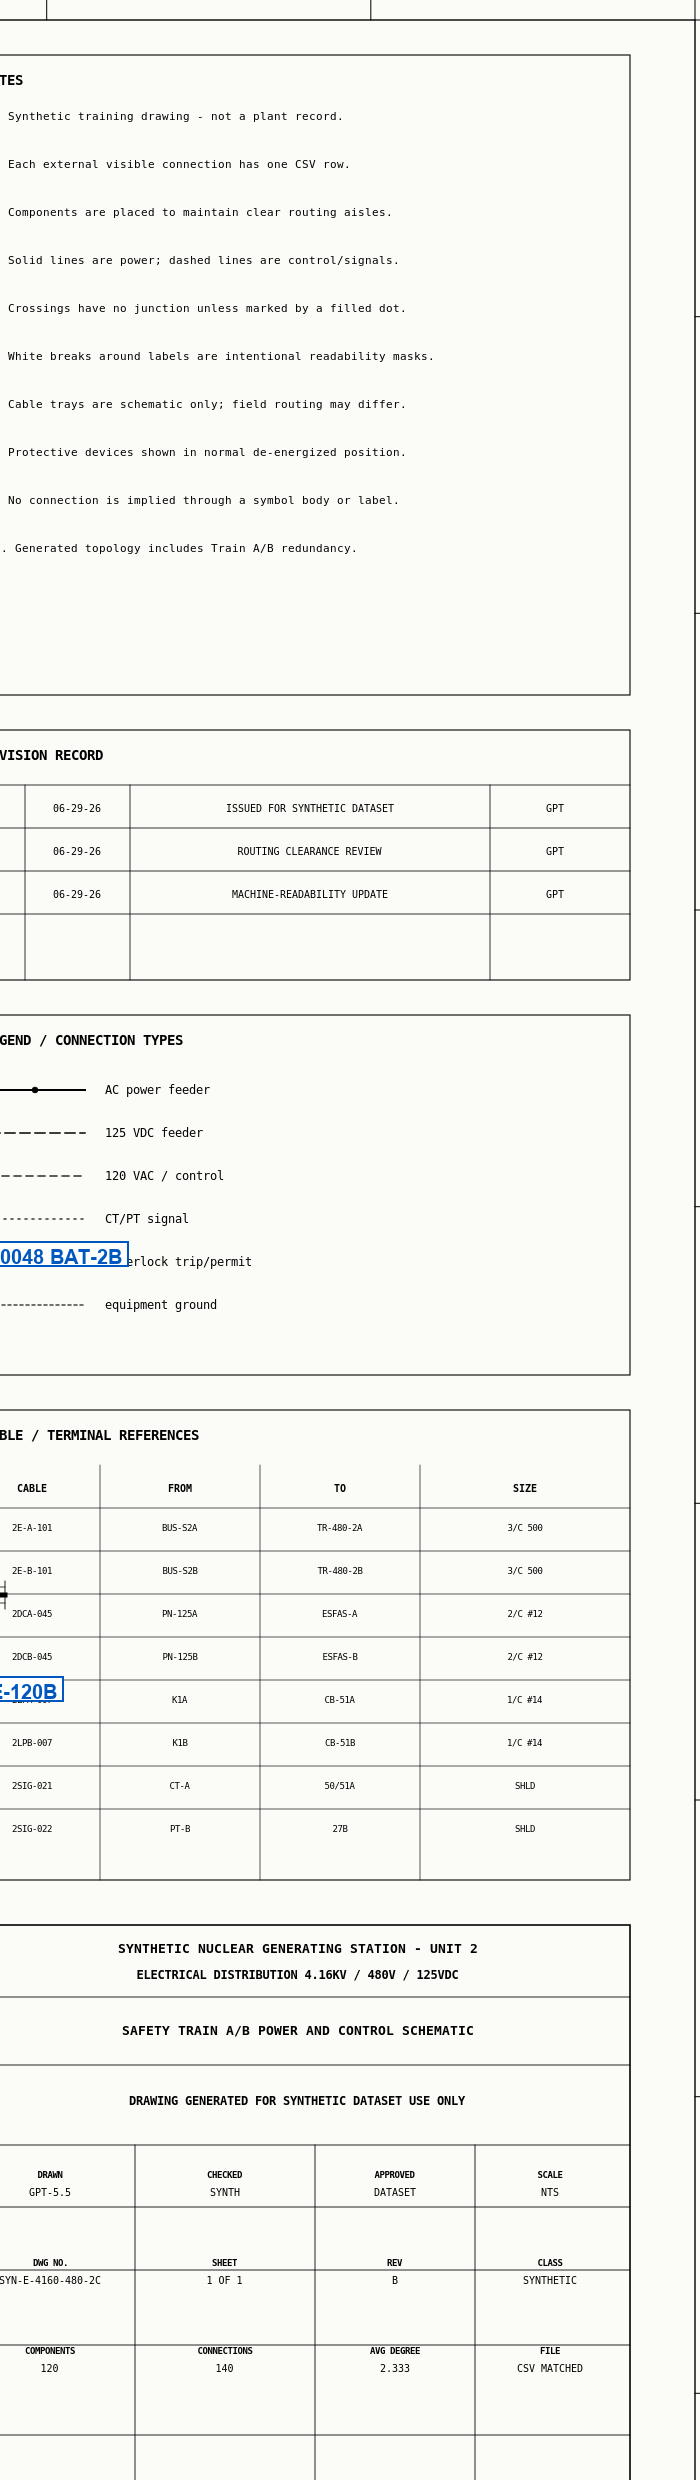 TES
Synthetic training drawing - not a plant record.
Each external visible connection has one CSV row.
Components are placed to maintain clear routing aisles.
Solid lines are power; dashed lines are control/signals.
Crossings have no junction unless marked by a filled dot.
White breaks around labels are intentional readability masks.
Cable trays are schematic only; field routing may differ.
Protective devices shown in normal de-energized position.
No connection is implied through a symbol body or label.
. Generated topology includes Train A/B redundancy.
VISION RECORD
06-29-26 ISSUED FOR SYNTHETIC DATASET GPT
06-29-26 ROUTING CLEARANCE REVIEW GPT
06-29-26 MACHINE-READABILITY UPDATE GPT
GEND / CONNECTION TYPES
AC power feeder
125 VDC feeder
120 VAC / control
CT/PT signal
0048 BAT-2B
erlock trip/permit
equipment ground
BLE / TERMINAL REFERENCES
CABLE FROM TO SIZE
2E-A-101 BUS-S2A TR-480-2A 3/C 500
2E-B-101 BUS-S2B TR-480-2B 3/C 500
2DCA-045 PN-125A ESFAS-A 2/C #12
2DCB-045 PN-125B ESFAS-B 2/C #12
E-120B K1A CB-51A 1/C #14
2LPB-007 K1B CB-51B 1/C #14
2SIG-021 CT-A 50/51A SHLD
2SIG-022 PT-B 27B SHLD
SYNTHETIC NUCLEAR GENERATING STATION - UNIT 2
ELECTRICAL DISTRIBUTION 4.16KV / 480V / 125VDC
SAFETY TRAIN A/B POWER AND CONTROL SCHEMATIC
DRAWING GENERATED FOR SYNTHETIC DATASET USE ONLY
DRAWN CHECKED APPROVED SCALE
GPT-5.5 SYNTH DATASET NTS
DWG NO. SHEET REV CLASS
SYN-E-4160-480-2C 1 OF 1 B SYNTHETIC
COMPONENTS CONNECTIONS AVG DEGREE FILE
120 140 2.333 CSV MATCHED